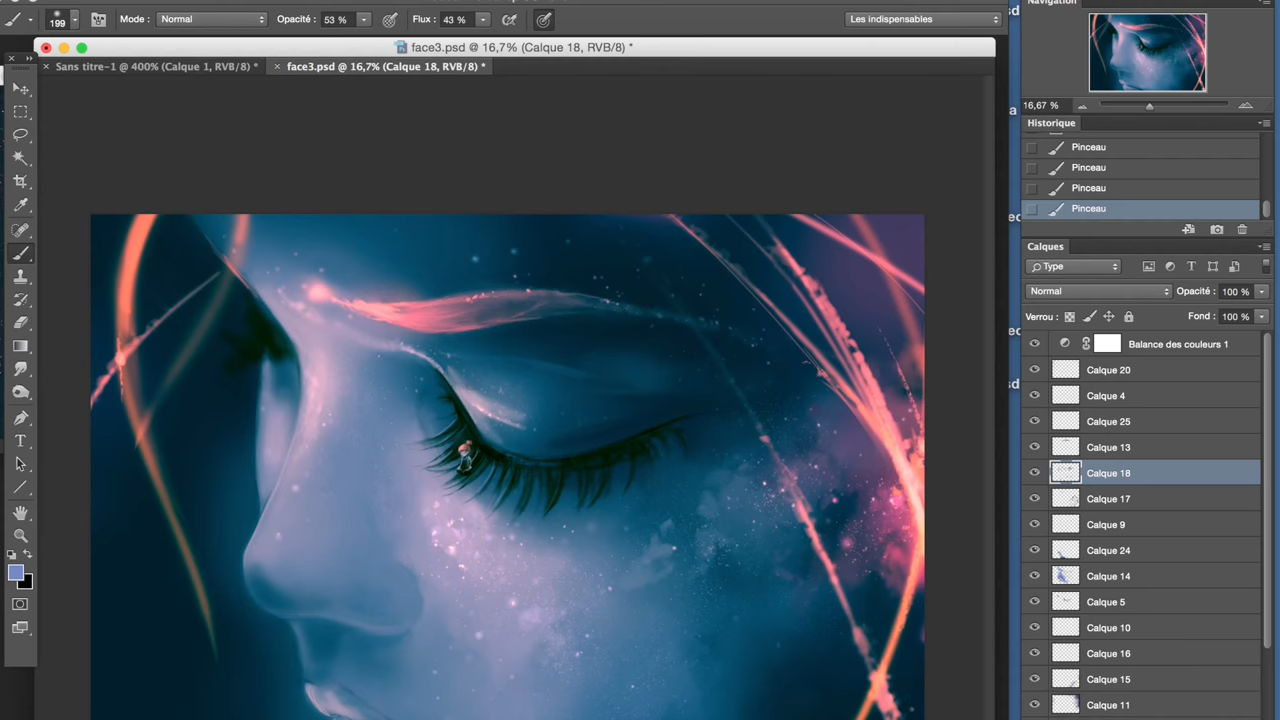 199 Mode: Normal Opacité: 53 % Flux: 43 % Les indispensables
face3.psd @ 16,7% (Calque 18, RVB/8) *
Sans titre-1 @ 400% (Calque 1, RVB/8) * face3.psd @ 16,7% (Calque 18, RVB/8) *
Navigation
16,67 %
Historique
Pinceau
Pinceau
Pinceau
Pinceau
Calques
Type
Normal Opacité: 100 %
Verrou: Fond: 100 %
Balance des couleurs 1
Calque 20
Calque 4
Calque 25
Calque 13
Calque 18
Calque 17
Calque 9
Calque 24
Calque 14
Calque 5
Calque 10
Calque 16
Calque 15
Calque 11